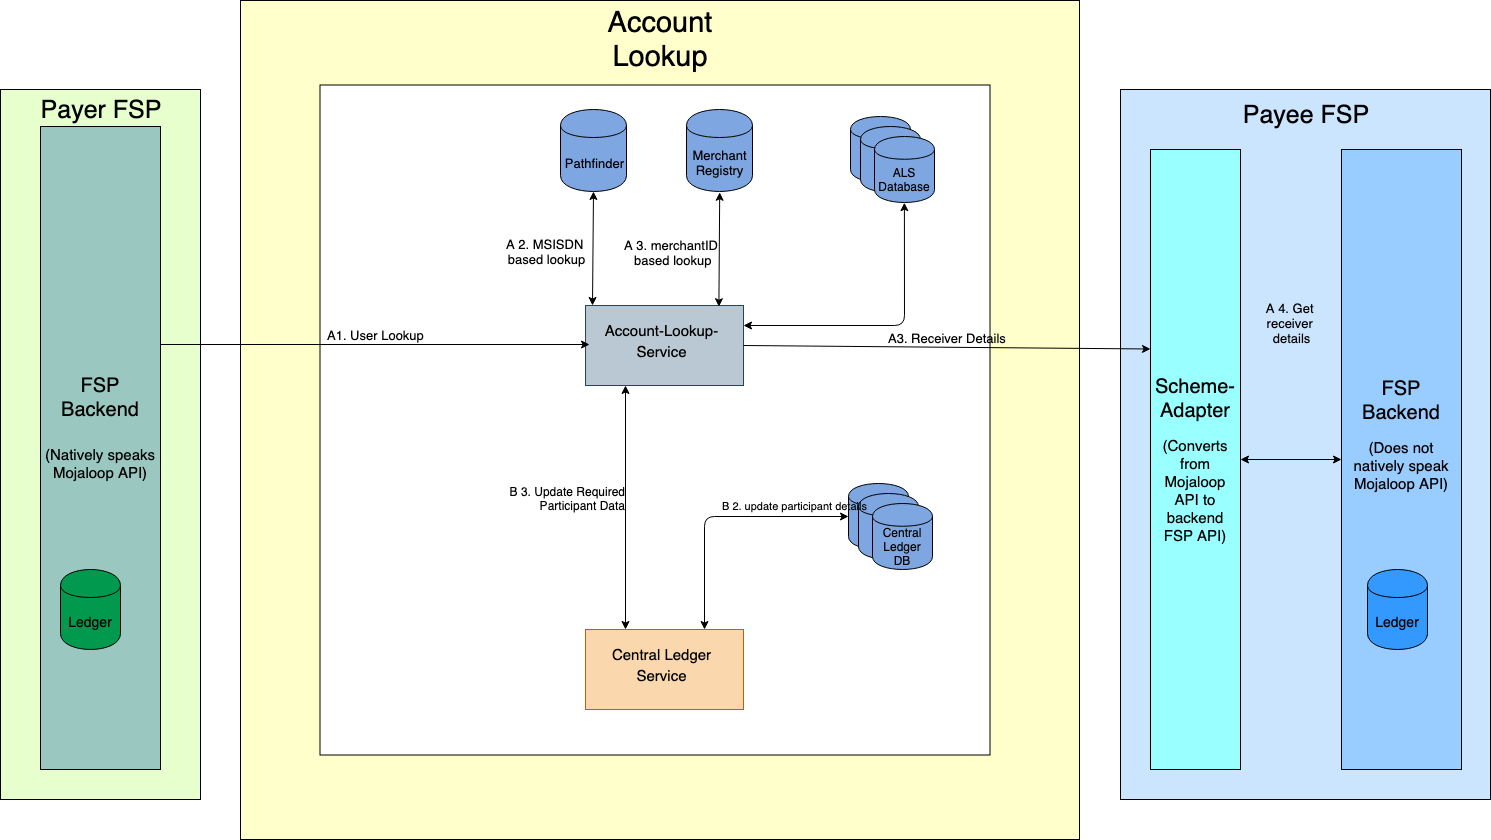 Account
Lookup
Payer FSP
FSP
Backend
(Natively speaks
Mojaloop API)
Ledger
Pathfinder
Merchant
Registry
ALS
Database
A 2. MSISDN
based lookup
A 3. merchantID
based lookup
A1. User Lookup
Account-Lookup-
Service
A3. Receiver Details
B 3. Update Required
Participant Data
B 2. update participant details
Central
Ledger
DB
Central Ledger
Service
Payee FSP
Scheme-
Adapter
(Converts
from
Mojaloop
API to
backend
FSP API)
A 4. Get
receiver
details
FSP
Backend
(Does not
natively speak
Mojaloop API)
Ledger